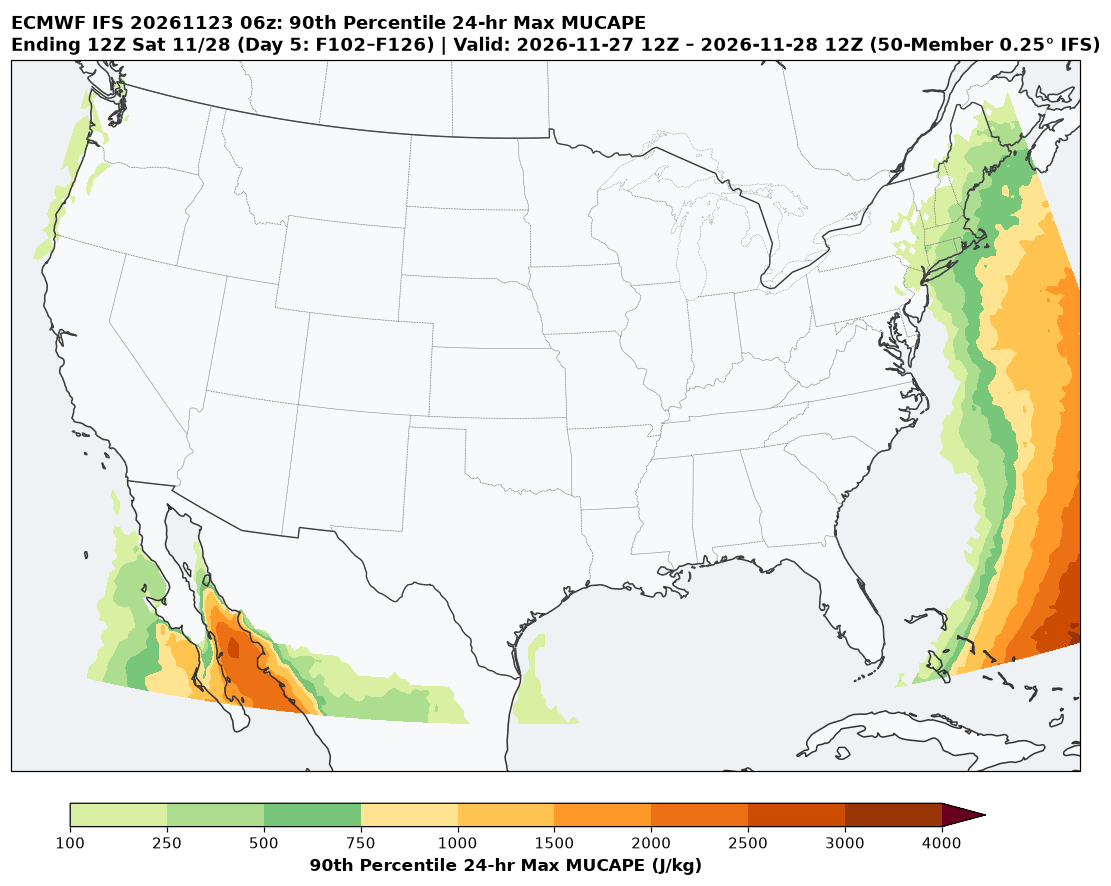 ECMWF IFS 20261123 06z: 90th Percentile 24-hr Max MUCAPE
Ending 12Z Sat 11/28 (Day 5: F102–F126) | Valid: 2026-11-27 12Z – 2026-11-28 12Z (50-Member 0.25° IFS)
100 250 500 750 1000 1500 2000 2500 3000 4000
90th Percentile 24-hr Max MUCAPE (J/kg)